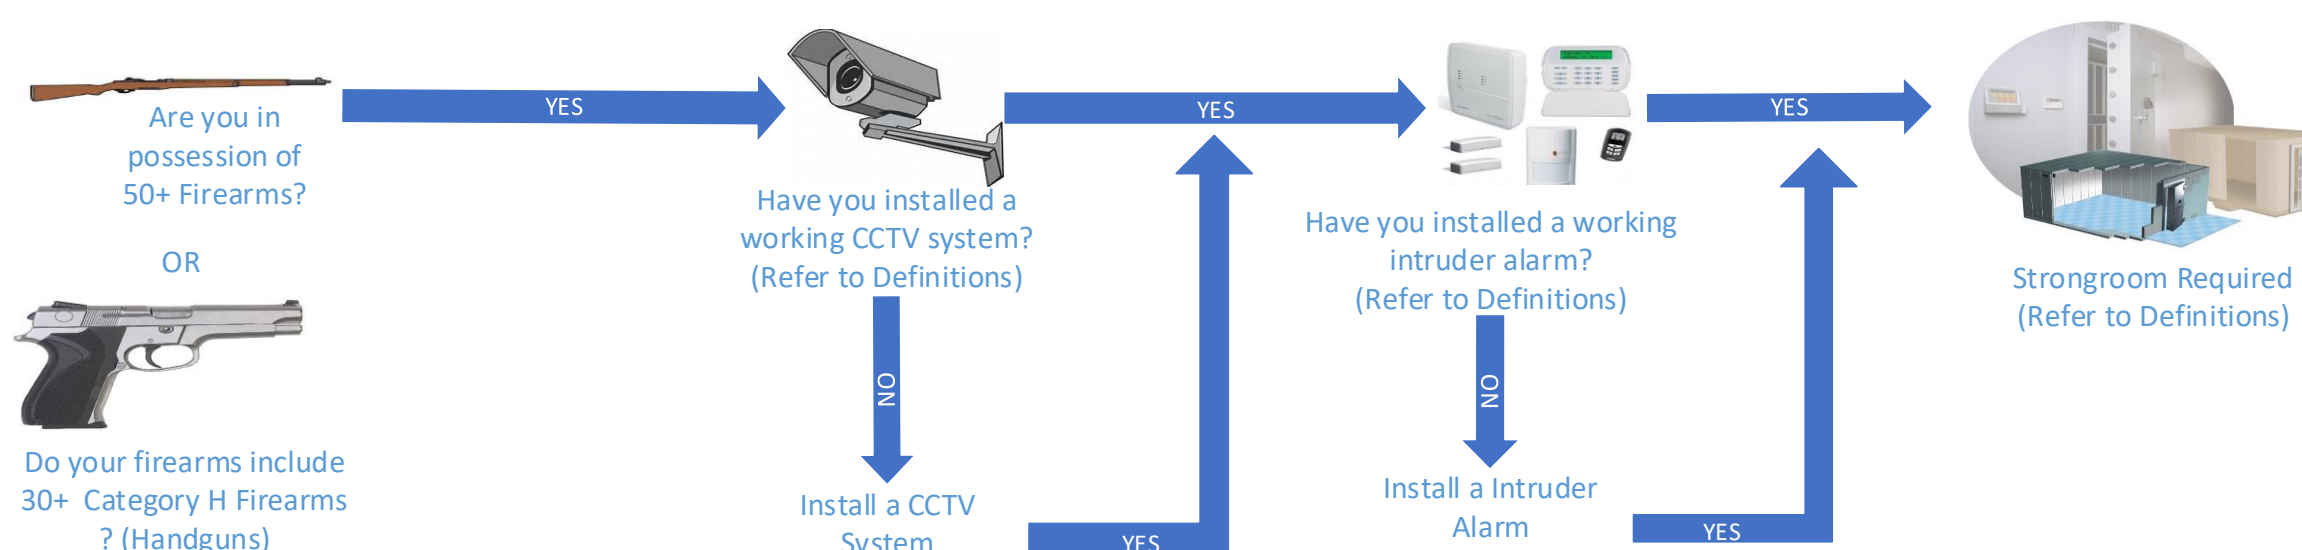 Are you in
possession of
50+ Firearms?
OR
Do your firearms include
30+ Category H Firearms
? (Handguns)
YES
Have you installed a
working CCTV system?
(Refer to Definitions)
NO
Install a CCTV
System
YES
YES
Have you installed a working
intruder alarm?
(Refer to Definitions)
NO
Install a Intruder
Alarm
YES
YES
Strongroom Required
(Refer to Definitions)